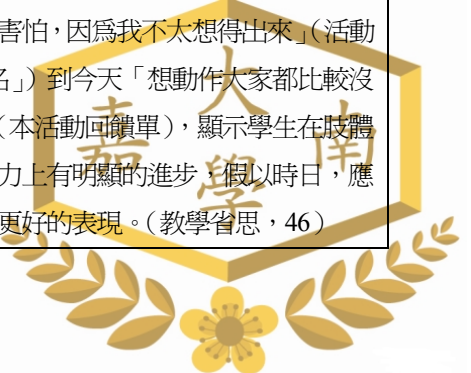 害怕，因為我不太想得出來」（活動
名」）到今天「想動作大家都比較沒
（本活動回饋單），顯示學生在肢體
力上有明顯的進步，假以時日，應
更好的表現。（教學省思，46）
南
大
學
嘉